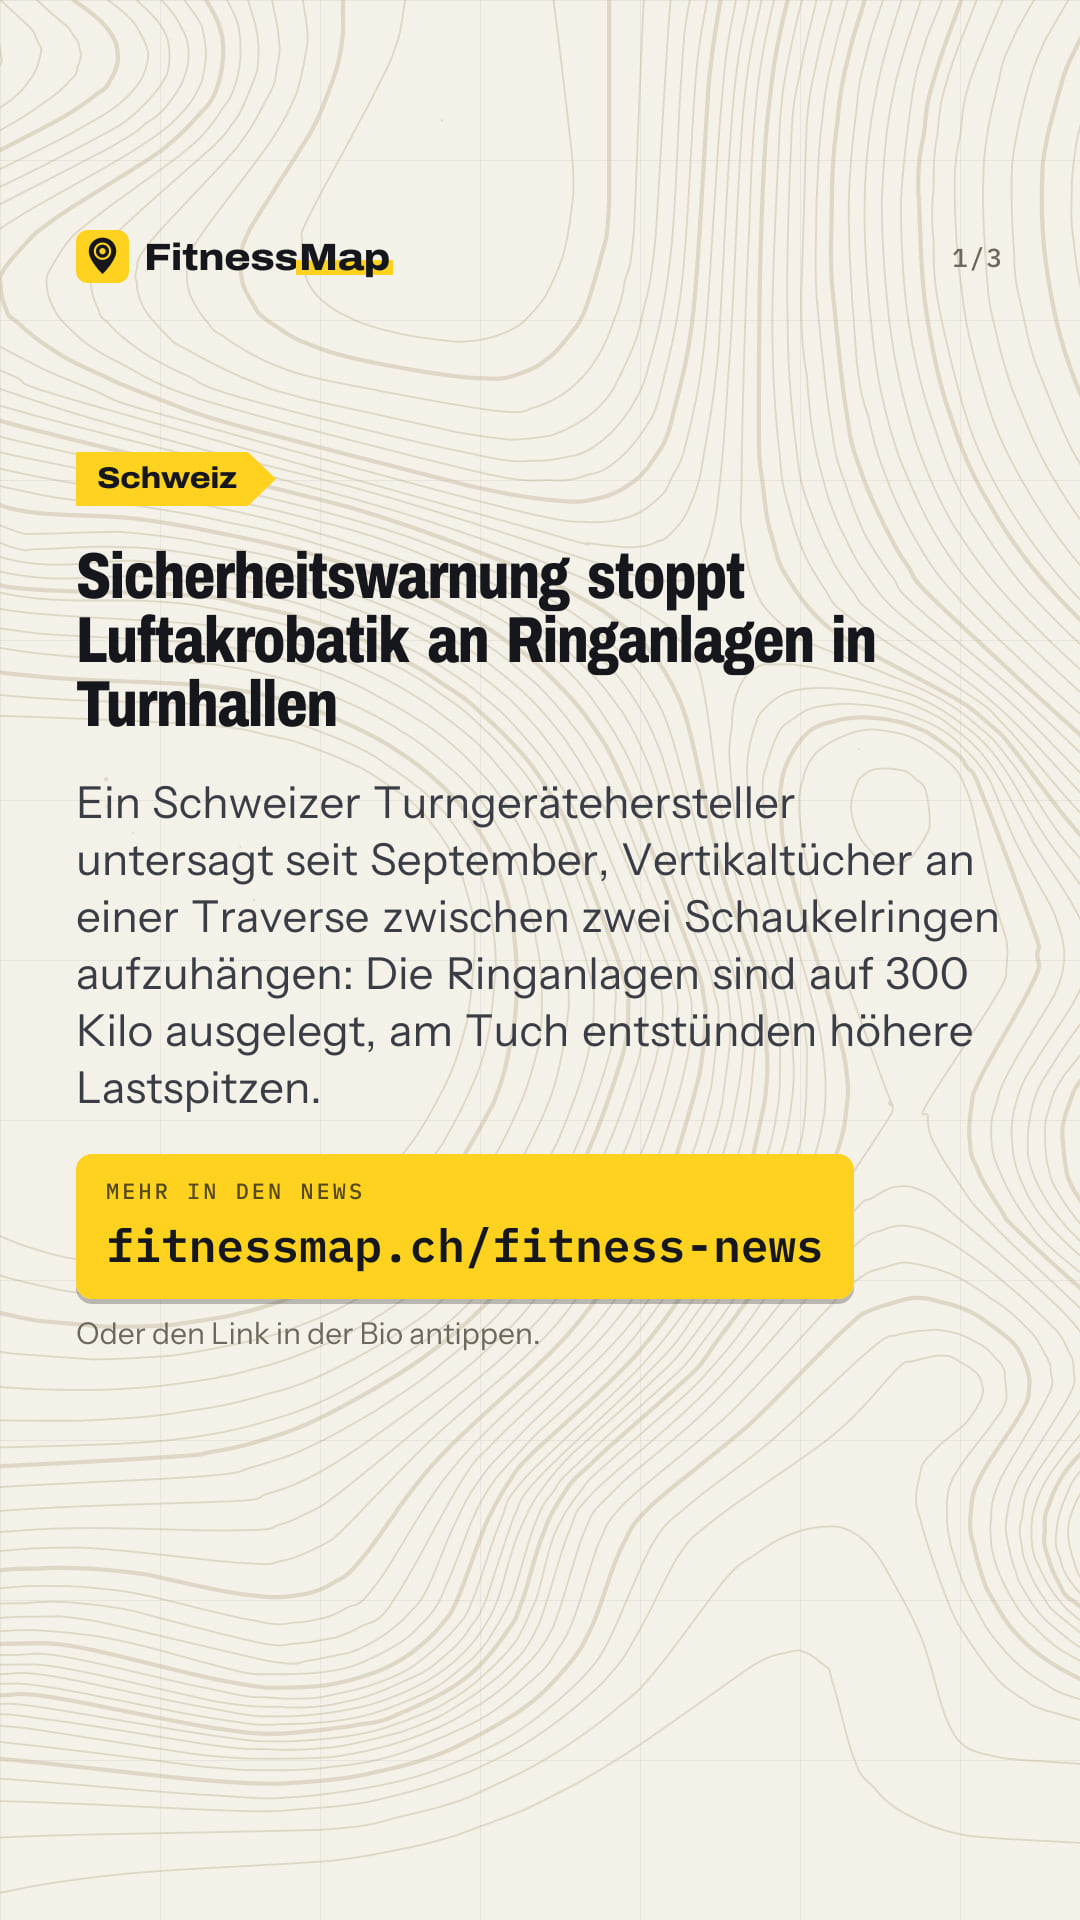 FitnessMap
1/3
Schweiz
Sicherheitswarnung stoppt
Luftakrobatik an Ringanlagen in
Turnhallen
Ein Schweizer Turngerätehersteller
untersagt seit September, Vertikaltücher an
einer Traverse zwischen zwei Schaukelringen
aufzuhängen: Die Ringanlagen sind auf 300
Kilo ausgelegt, am Tuch entstünden höhere
Lastspitzen.
MEHR IN DEN NEWS
fitnessmap.ch/fitness-news
Oder den Link in der Bio antippen.